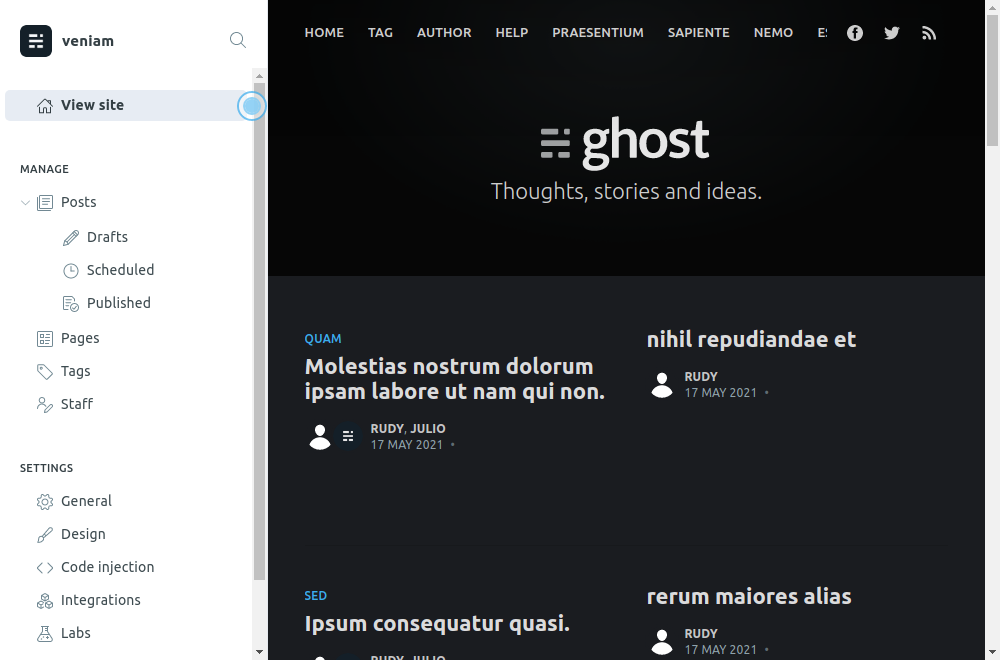 veniam
View site
MANAGE
Posts
Drafts
Scheduled
Published
Pages
Tags
Staff
SETTINGS
General
Design
Code injection
Integrations
Labs
HOME TAG AUTHOR HELP PRAESENTIUM SAPIENTE NEMO
ghost
Thoughts, stories and ideas.
QUAM
Molestias nostrum dolorum
ipsam labore ut nam qui non.
RUDY, JULIO
17 MAY 2021 •
nihil repudiandae et
RUDY
17 MAY 2021 •
SED
Ipsum consequatur quasi.
RUDY, JULIO
rerum maiores alias
RUDY
17 MAY 2021 •